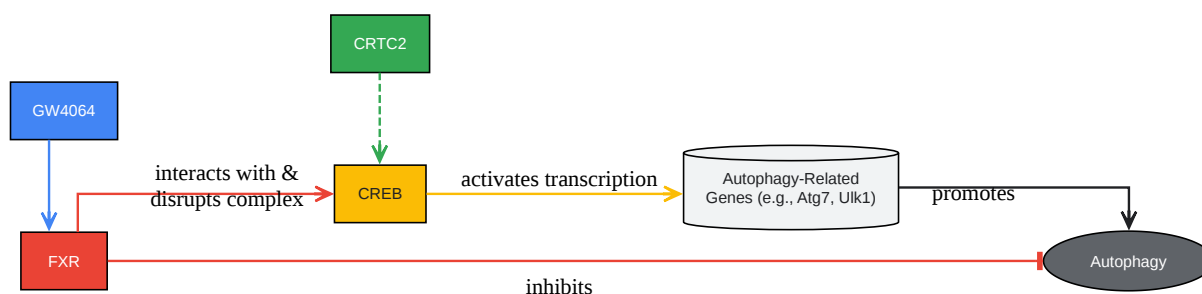 CRTC2
GW4064
interacts with &
disrupts complex
CREB
activates transcription
Autophagy-Related
Genes (e.g., Atg7, Ulk1)
promotes
FXR
inhibits
Autophagy